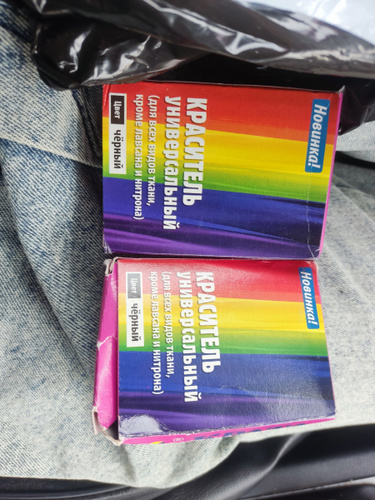 Новинка!
КРАСИТЕЛЬ
универсальный
(для всех видов ткани,
кроме лавсана и нитрона)
Цвет чёрный
Новинка!
КРАСИТЕЛЬ
универсальный
(для всех видов ткани,
кроме лавсана и нитрона)
Цвет чёрный